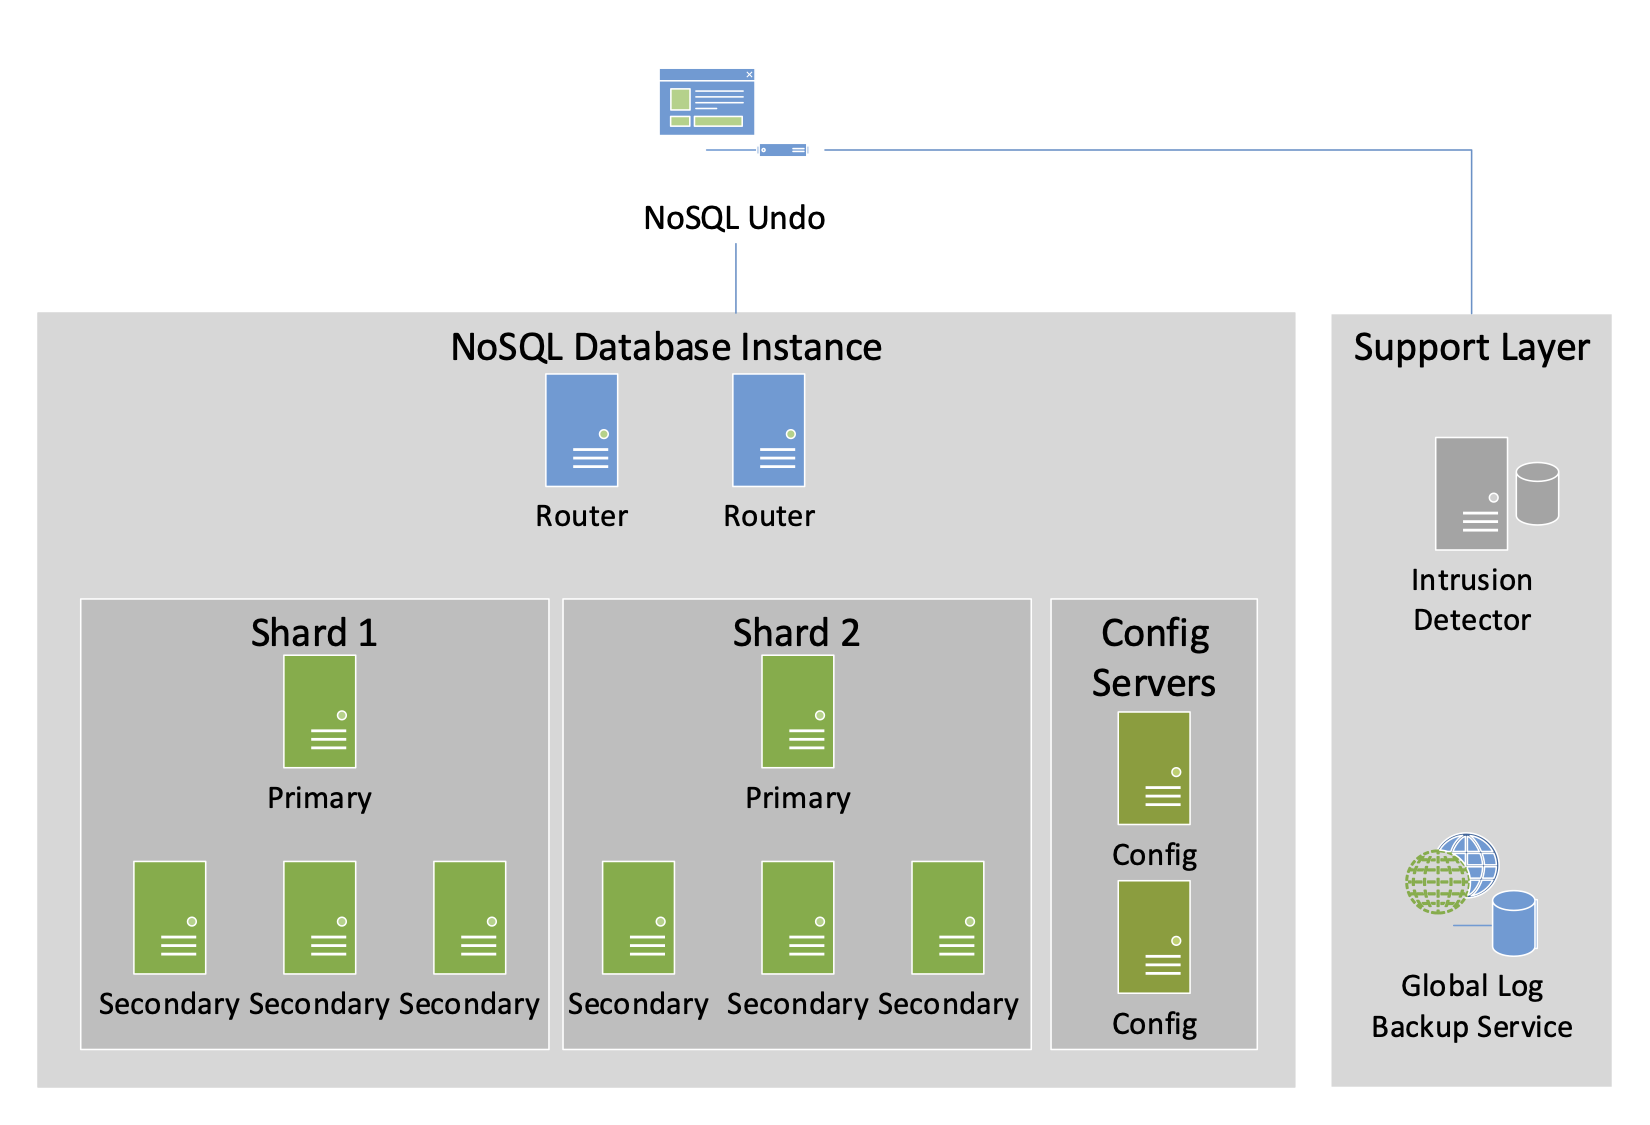 NoSQL Undo
NoSQL Database Instance
Router
Router
Shard 1
Primary
Secondary
Secondary
Secondary
Shard 2
Primary
Secondary
Secondary
Secondary
Config
Servers
Config
Config
Support Layer
Intrusion
Detector
Global Log
Backup Service